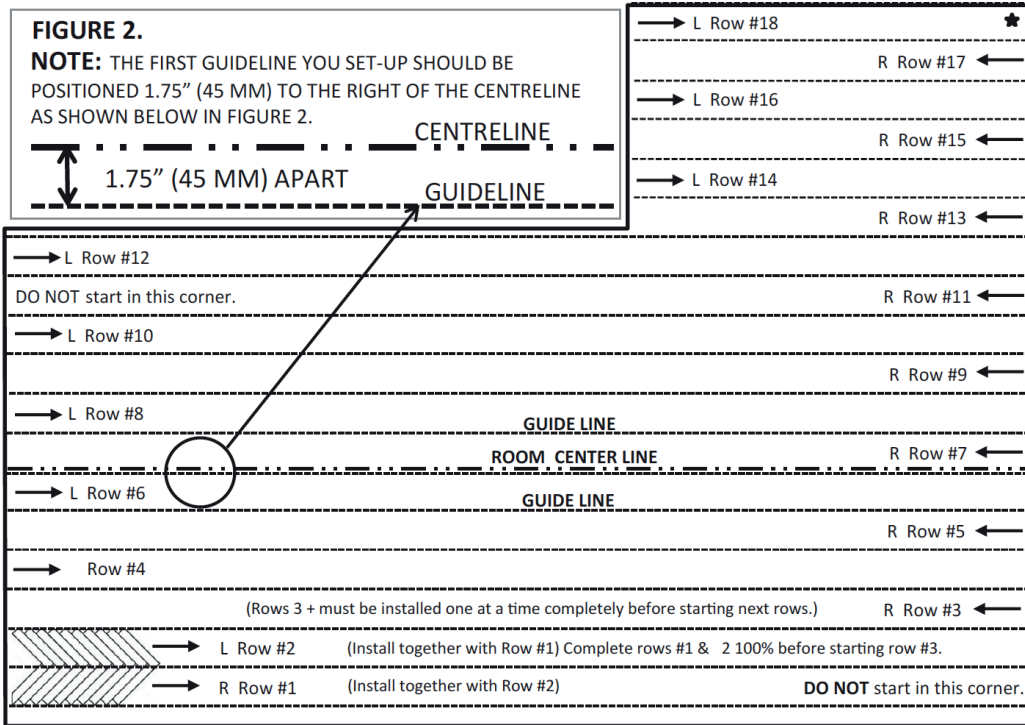 FIGURE 2.
NOTE: THE FIRST GUIDELINE YOU SET-UP SHOULD BE
POSITIONED 1.75” (45 MM) TO THE RIGHT OF THE CENTRELINE
AS SHOWN BELOW IN FIGURE 2.
CENTRELINE
1.75” (45 MM) APART
GUIDELINE
L Row #18
R Row #17
L Row #16
R Row #15
L Row #14
R Row #13
L Row #12
DO NOT start in this corner.
R Row #11
L Row #10
R Row #9
L Row #8
GUIDE LINE
ROOM CENTER LINE
R Row #7
L Row #6
GUIDE LINE
R Row #5
Row #4
(Rows 3 + must be installed one at a time completely before starting next rows.)
R Row #3
L Row #2
(Install together with Row #1) Complete rows #1 & 2 100% before starting row #3.
R Row #1
(Install together with Row #2)
DO NOT start in this corner.